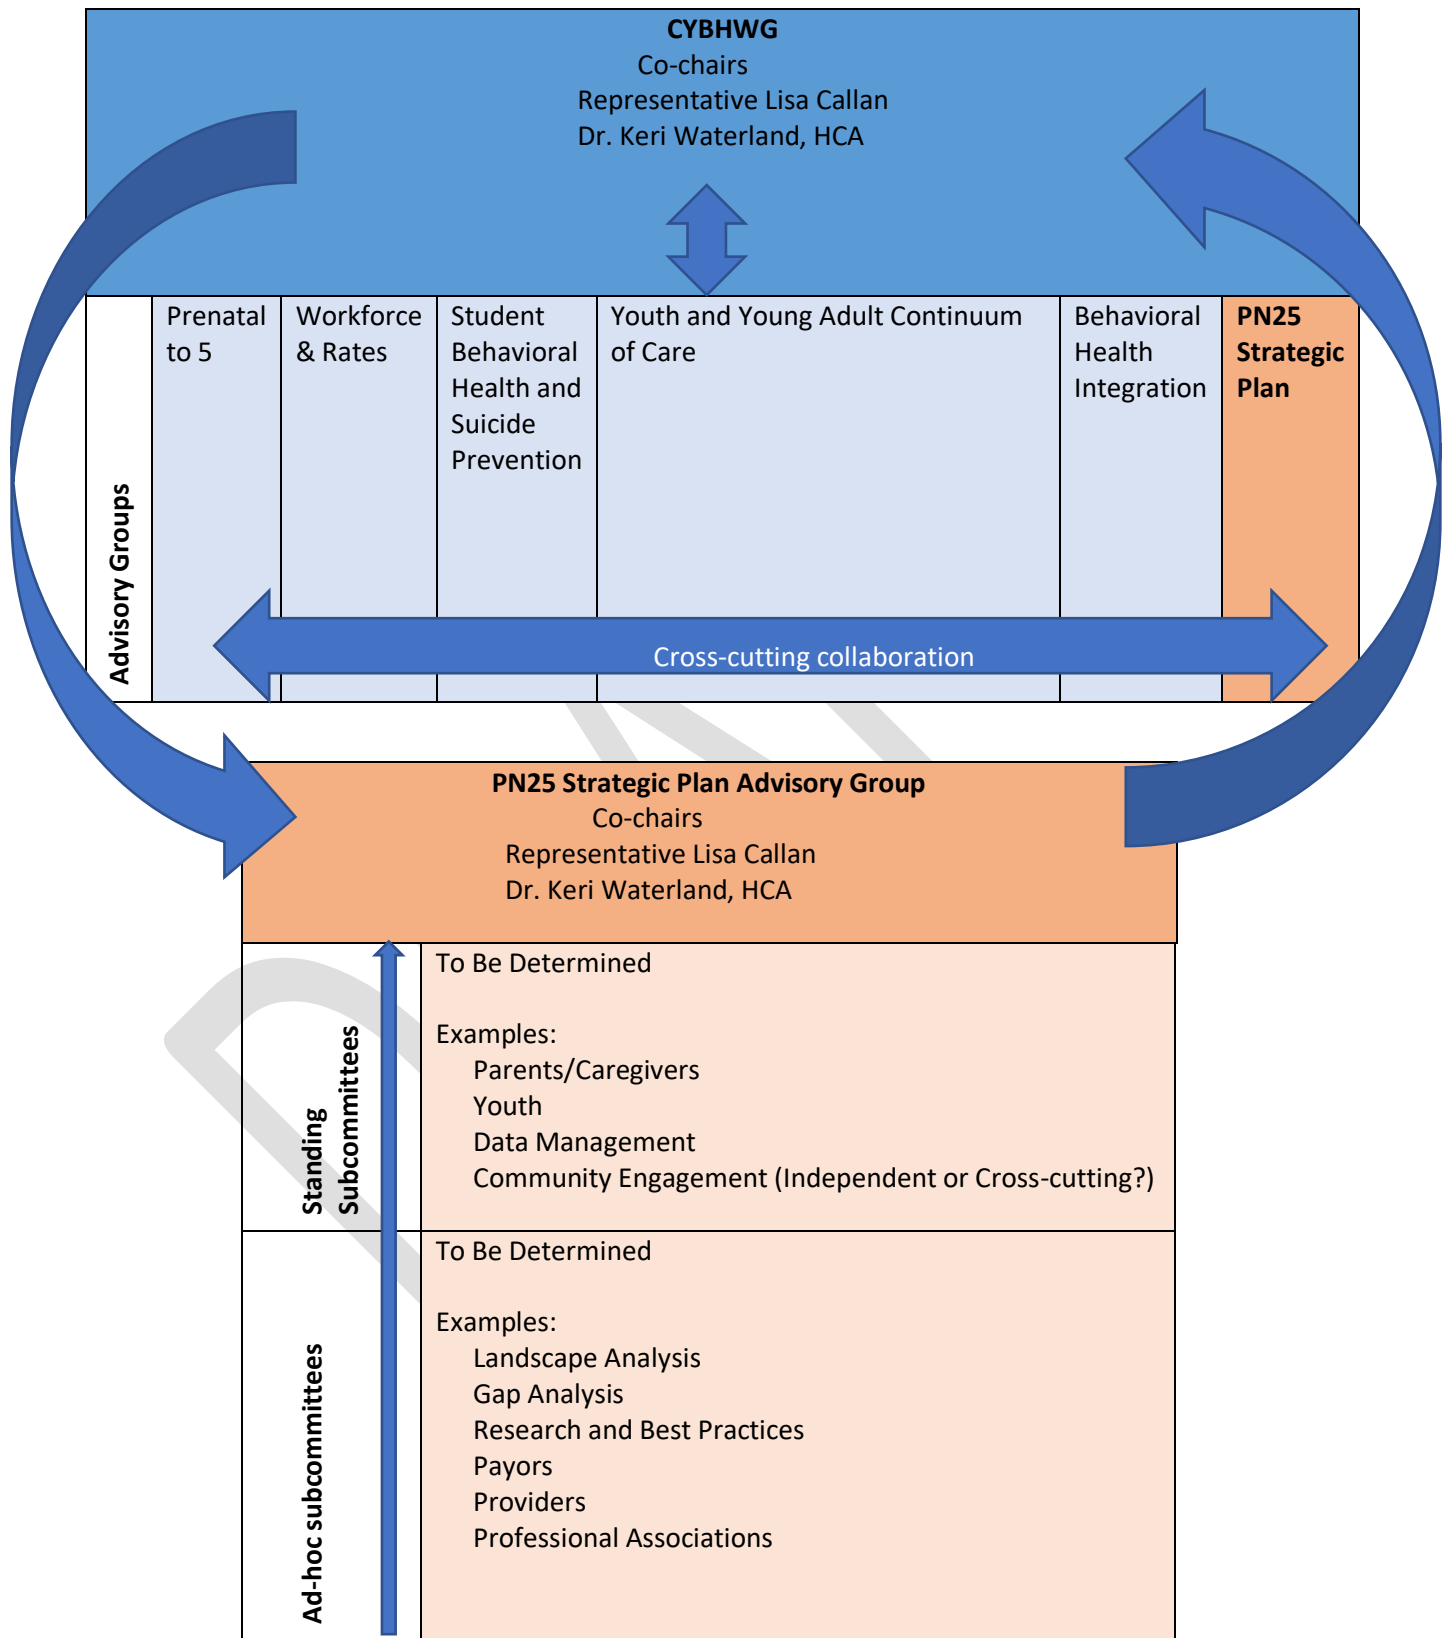 CYBHWG
Co-chairs
Representative Lisa Callan
Dr. Keri Waterland, HCA
Advisory Groups
Prenatal
to 5
Workforce
& Rates
Student
Behavioral
Health and
Suicide
Prevention
Youth and Young Adult Continuum
of Care
Behavioral
Health
Integration
PN25
Strategic
Plan
Cross-cutting collaboration
PN25 Strategic Plan Advisory Group
Co-chairs
Representative Lisa Callan
Dr. Keri Waterland, HCA
Standing
Subcommittees
To Be Determined
Examples:
Parents/Caregivers
Youth
Data Management
Community Engagement (Independent or Cross-cutting?)
Ad-hoc subcommittees
To Be Determined
Examples:
Landscape Analysis
Gap Analysis
Research and Best Practices
Payors
Providers
Professional Associations